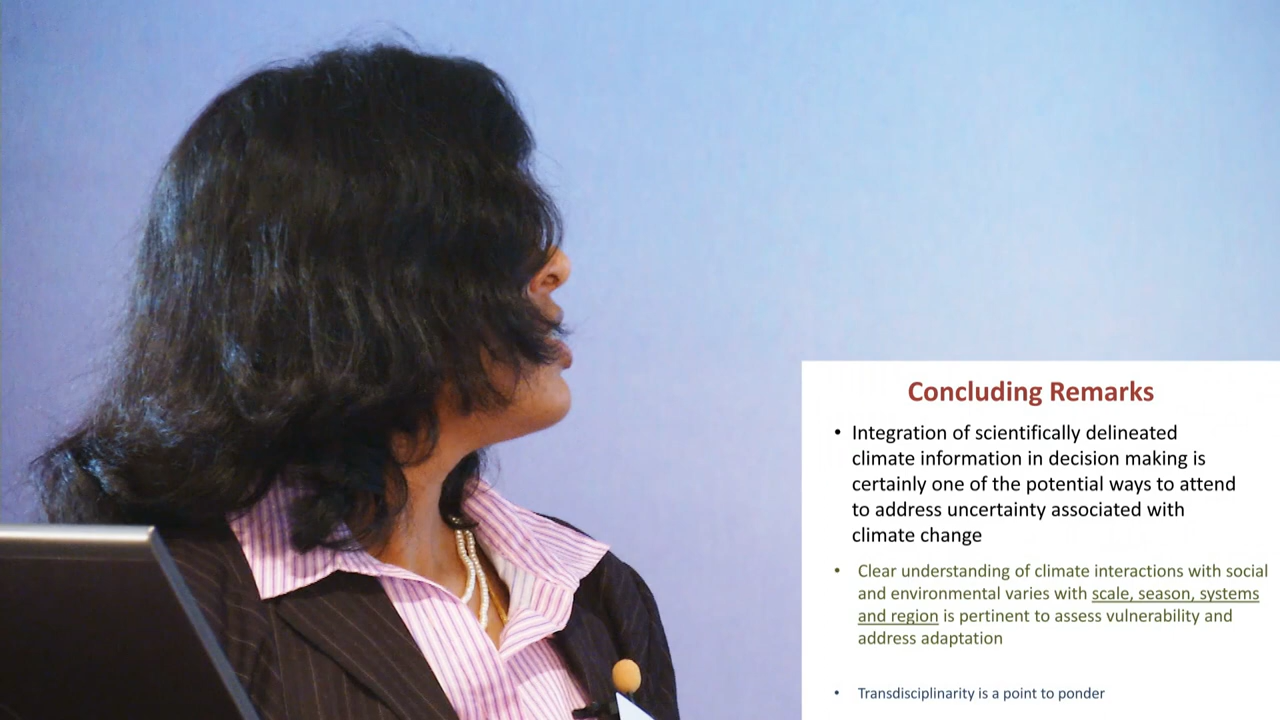 Concluding Remarks
• Integration of scientifically delineated
climate information in decision making is
certainly one of the potential ways to attend
to address uncertainty associated with
climate change
• Clear understanding of climate interactions with social
and environmental varies with scale, season, systems
and region is pertinent to assess vulnerability and
address adaptation
• Transdisciplinarity is a point to ponder